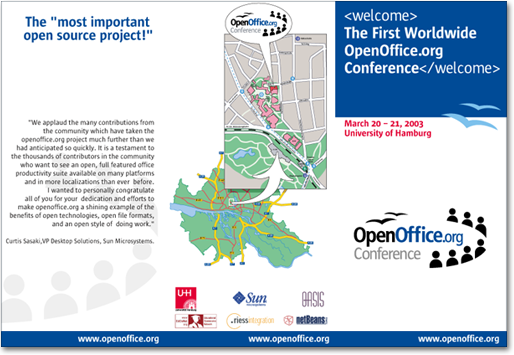 The "most important
open source project!"
"We applaud the many contributions from
the community which have taken the
openoffice.org project much further than we
had anticipated so quickly. It is a testament to
the thousands of contributors in the community
who want to see an open, full featured office
productivity suite available on many platforms
and in more localizations than ever before.
I wanted to personally congratulate
all of you for your dedication and efforts to
make openoffice.org a shining example of the
benefits of open technologies, open file formats,
and an open style of doing work."
Curtis Sasaki,VP Desktop Solutions, Sun Microsystems.
www.openoffice.org
OpenOffice.org
Conference
Sun
OASIS
riessintegration
netBeans
www.openoffice.org
<welcome>
The First Worldwide
OpenOffice.org
Conference</welcome>
March 20 – 21, 2003
University of Hamburg
OpenOffice.org
Conference
www.openoffice.org